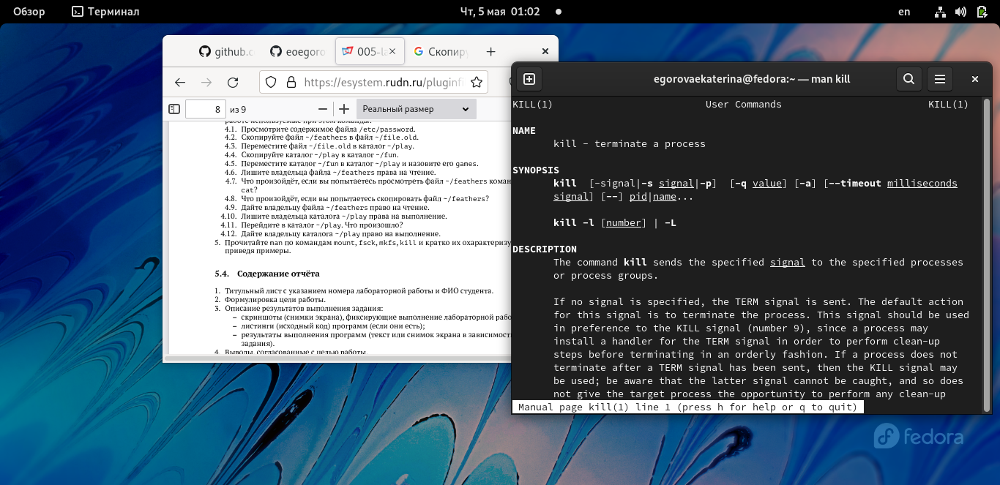 Обзор Терминал Чт, 5 мая 01:02 en
github.c eoegoro 005-la Скопиру
https://esystem.rudn.ru/pluginfi
8 из 9 Реальный размер
работе используемые при этом команды:
4.1. Просмотрите содержимое файла /etc/password.
4.2. Скопируйте файл ~/feathers в файл ~/file.old.
4.3. Переместите файл ~/file.old в каталог ~/play.
4.4. Скопируйте каталог ~/play в каталог ~/fun.
4.5. Переместите каталог ~/fun в каталог ~/play и назовите его games.
4.6. Лишите владельца файла ~/feathers права на чтение.
4.7. Что произойдёт, если вы попытаетесь просмотреть файл ~/feathers коман
cat?
4.8. Что произойдёт, если вы попытаетесь скопировать файл ~/feathers?
4.9. Дайте владельцу файла ~/feathers право на чтение.
4.10. Лишите владельца каталога ~/play права на выполнение.
4.11. Перейдите в каталог ~/play. Что произошло?
4.12. Дайте владельцу каталога ~/play право на выполнение.
5. Прочитайте man по командам mount, fsck, mkfs, kill и кратко их охарактеризу
приведя примеры.
5.4. Содержание отчёта
1. Титульный лист с указанием номера лабораторной работы и ФИО студента.
2. Формулировка цели работы.
3. Описание результатов выполнения задания:
– скриншоты (снимки экрана), фиксирующие выполнение лабораторной рабо
– листинги (исходный код) программ (если они есть);
– результаты выполнения программ (текст или снимок экрана в зависимост
задания).
4. Выводы, согласованные с целью работы.
egorovaekaterina@fedora:~ — man kill
KILL(1) User Commands KILL(1)
NAME
kill - terminate a process
SYNOPSIS
kill [-signal|-s signal|-p] [-q value] [-a] [--timeout milliseconds
signal] [--] pid|name...
kill -l [number] | -L
DESCRIPTION
The command kill sends the specified signal to the specified processes
or process groups.
If no signal is specified, the TERM signal is sent. The default action
for this signal is to terminate the process. This signal should be used
in preference to the KILL signal (number 9), since a process may
install a handler for the TERM signal in order to perform clean-up
steps before terminating in an orderly fashion. If a process does not
terminate after a TERM signal has been sent, then the KILL signal may
be used; be aware that the latter signal cannot be caught, and so does
not give the target process the opportunity to perform any clean-up
Manual page kill(1) line 1 (press h for help or q to quit)
fedora